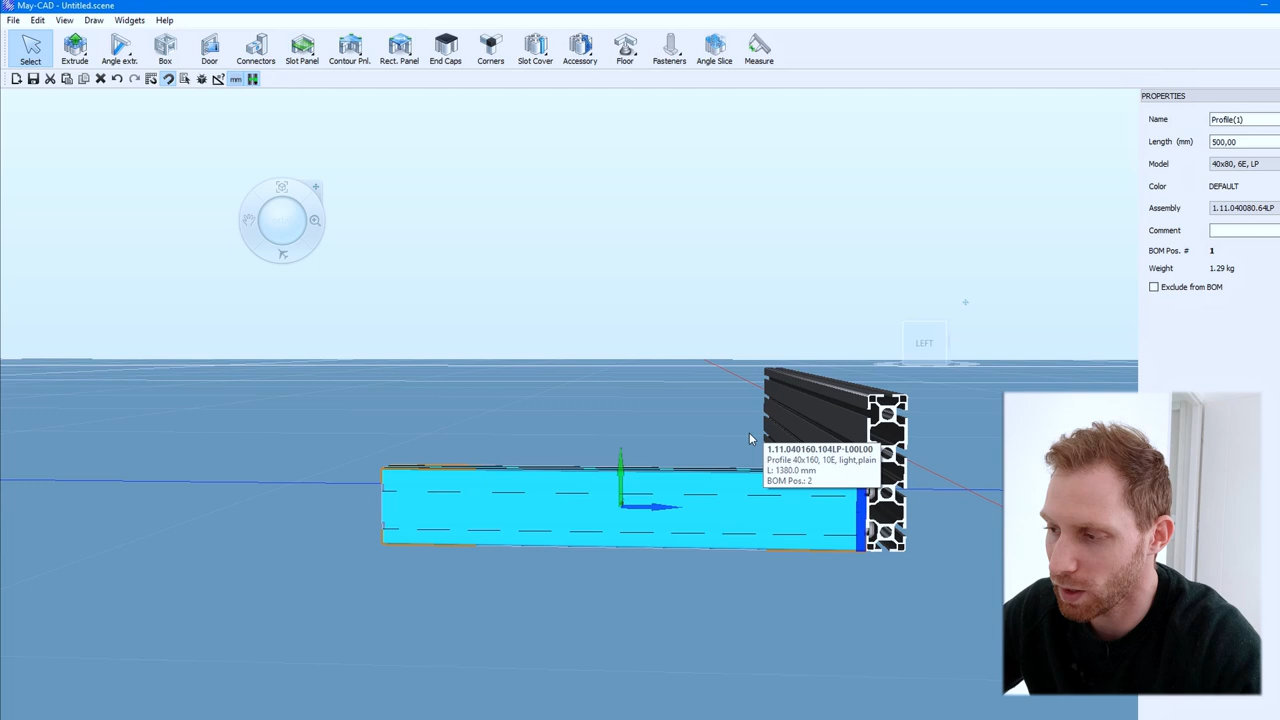 May-CAD - Untitled.scene
File Edit View Draw Widgets Help
Select Extrude Angle extr. Box Door Connectors Slot Panel Contour Pnl. Rect. Panel End Caps Corners Slot Cover Accessory Floor Fasteners Angle Slice Measure
mm
PROPERTIES
Name Profile(1)
Length (mm) 500,00
Model 40x80, 6E, LP
Color DEFAULT
Assembly 1.11.040080.64LP
Comment
BOM Pos. # 1
Weight 1.29 kg
Exclude from BOM
LEFT
1.11.040160.104LP-L00L00
Profile 40x160, 10E, light,plain
L: 1380.0 mm
BOM Pos.: 2